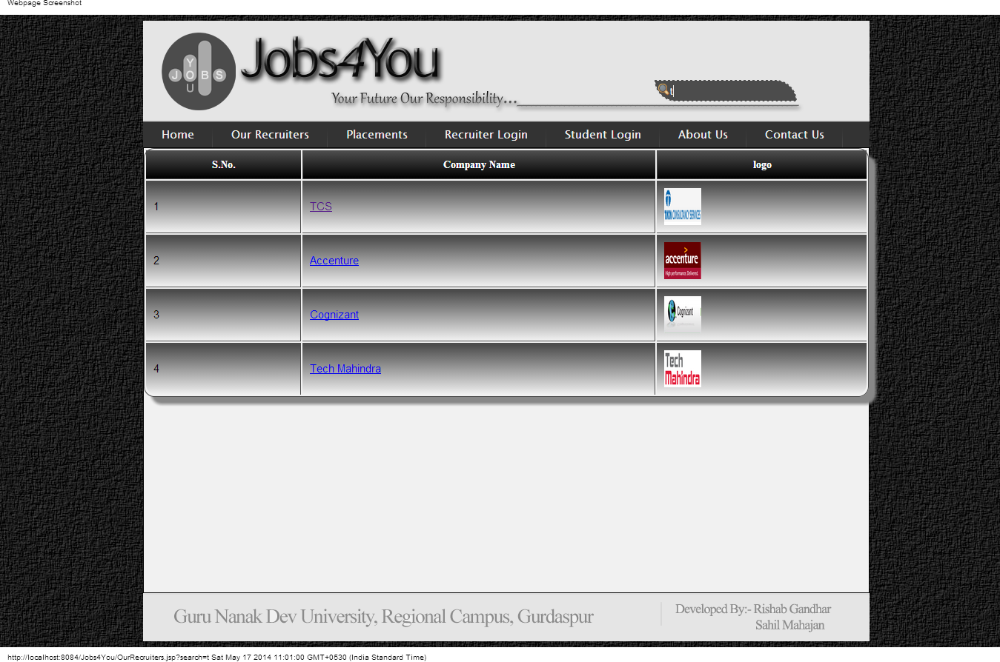 Webpage Screenshot
YOU
JOBS
Jobs4You
Your Future Our Responsibility...
t
Home Our Recruiters Placements Recruiter Login Student Login About Us Contact Us
S.No. Company Name logo
1 TCS TATA CONSULTANCY SERVICES
2 Accenture accenture
High performance. Delivered.
3 Cognizant Cognizant
4 Tech Mahindra Tech
Mahindra
Guru Nanak Dev University, Regional Campus, Gurdaspur
Developed By:- Rishab Gandhar
Sahil Mahajan
http://localhost:8084/Jobs4You/OurRecruiters.jsp?search=t Sat May 17 2014 11:01:00 GMT+0530 (India Standard Time)